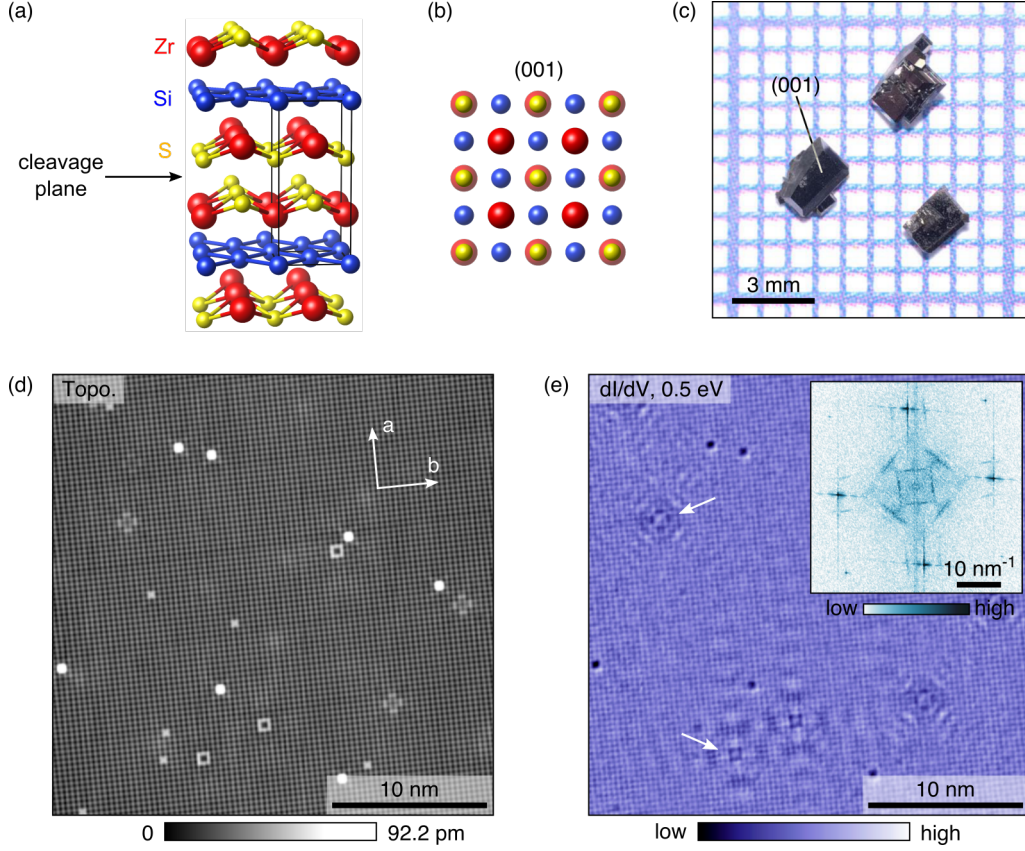 (a)
Zr
Si
S
cleavage
plane
(b)
(001)
(c)
(001)
3 mm
(d)
Topo.
a
b
10 nm
0
92.2 pm
(e)
dI/dV, 0.5 eV
10 nm⁻¹
low
high
10 nm
low
high